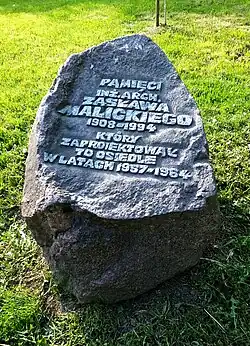 PAMIĘCI
INŻ.ARCH
ZASŁAWA
MALICKIEGO
1908-1994
KTÓRY
ZAPROJEKTOWAŁ
TO OSIEDLE
W LATACH 1957-1964